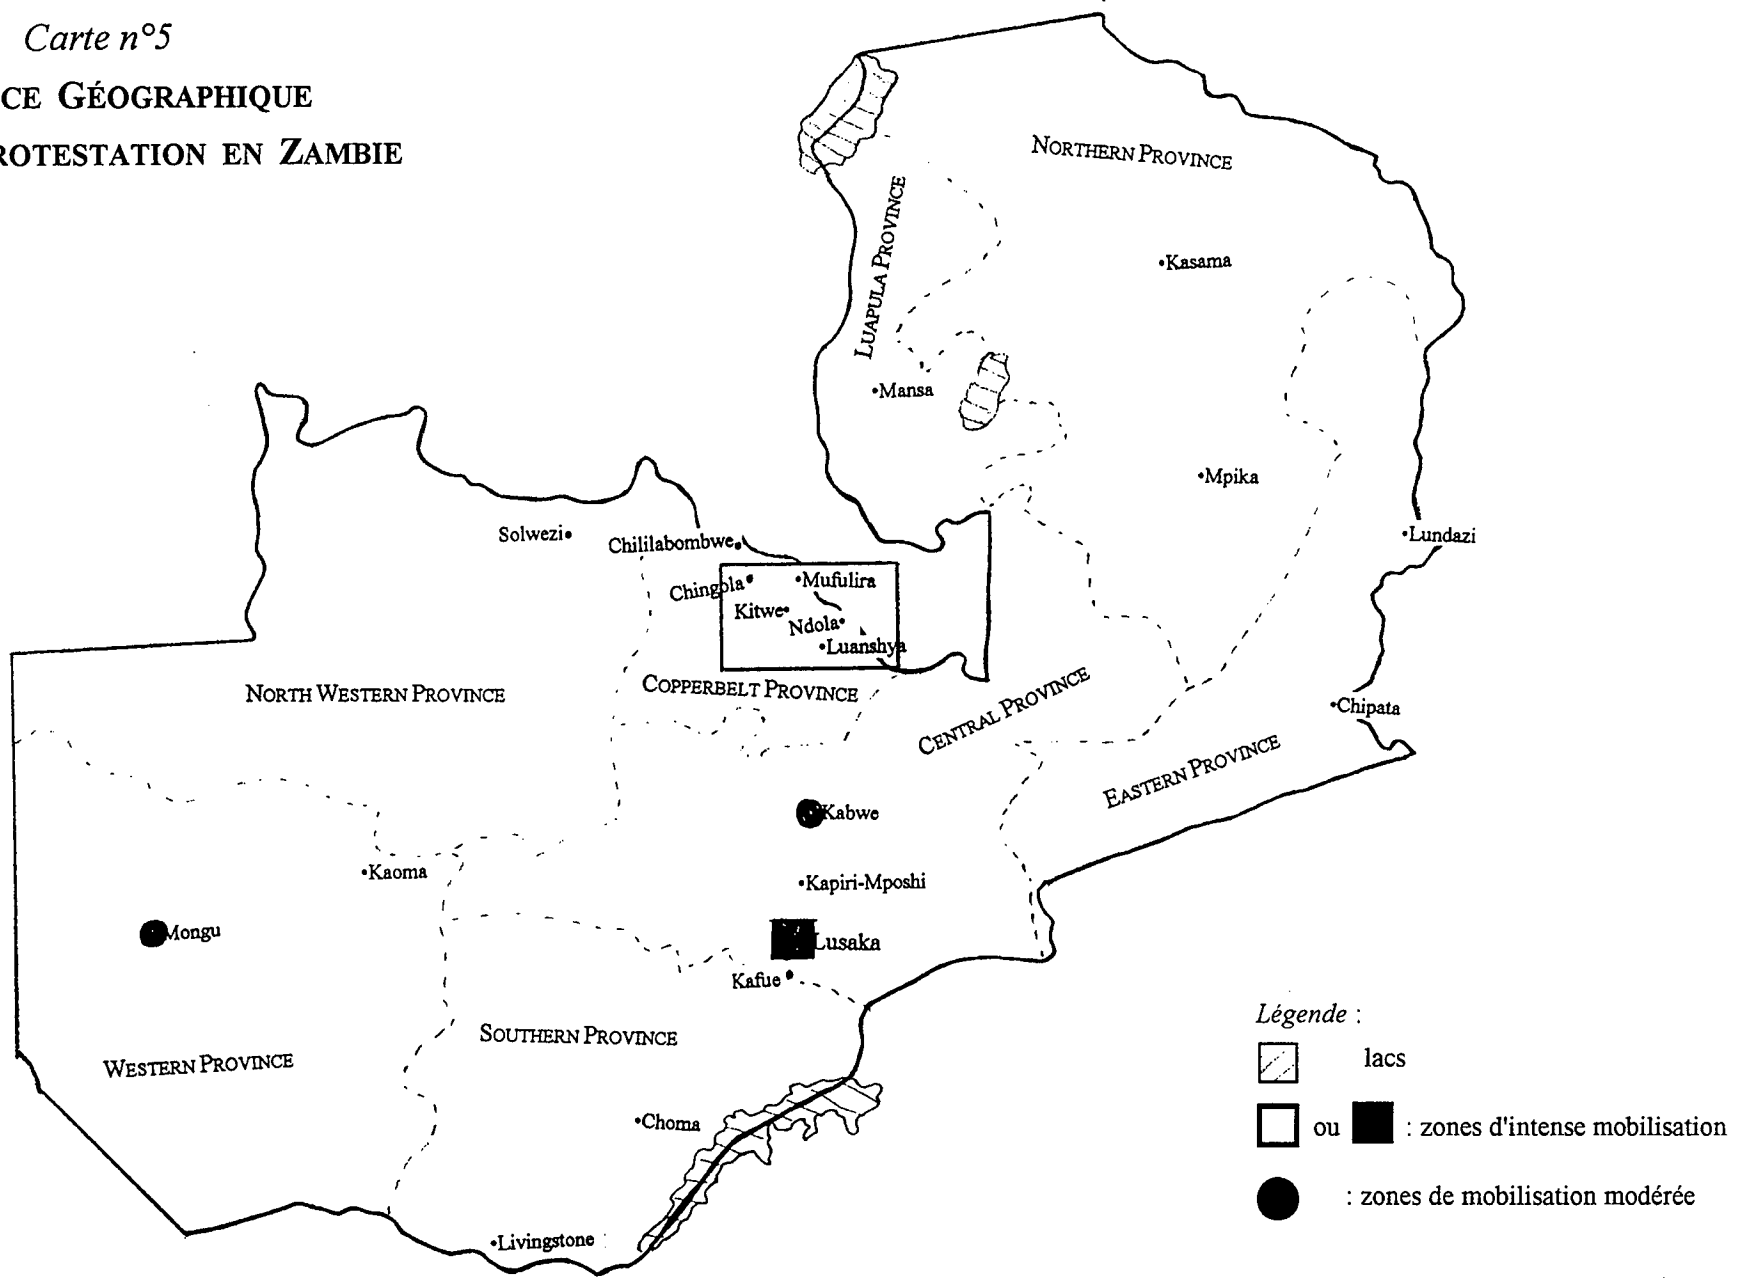 Carte n°5
CE GÉOGRAPHIQUE
ROTESTATION EN ZAMBIE
NORTHERN PROVINCE
LUAPULA PROVINCE
•Kasama
•Mansa
•Mpika
Solwezi•
Chililabombwe•
•Lundazi
Chingola•
•Mufulira
Kitwe•
Ndola•
•Luanshya
NORTH WESTERN PROVINCE
COPPERBELT PROVINCE
CENTRAL PROVINCE
•Chipata
EASTERN PROVINCE
Kabwe
•Kaoma
•Kapiri-Mposhi
Mongu
Lusaka
Kafue•
SOUTHERN PROVINCE
WESTERN PROVINCE
•Choma
•Livingstone
Légende :
lacs
ou : zones d'intense mobilisation
: zones de mobilisation modérée